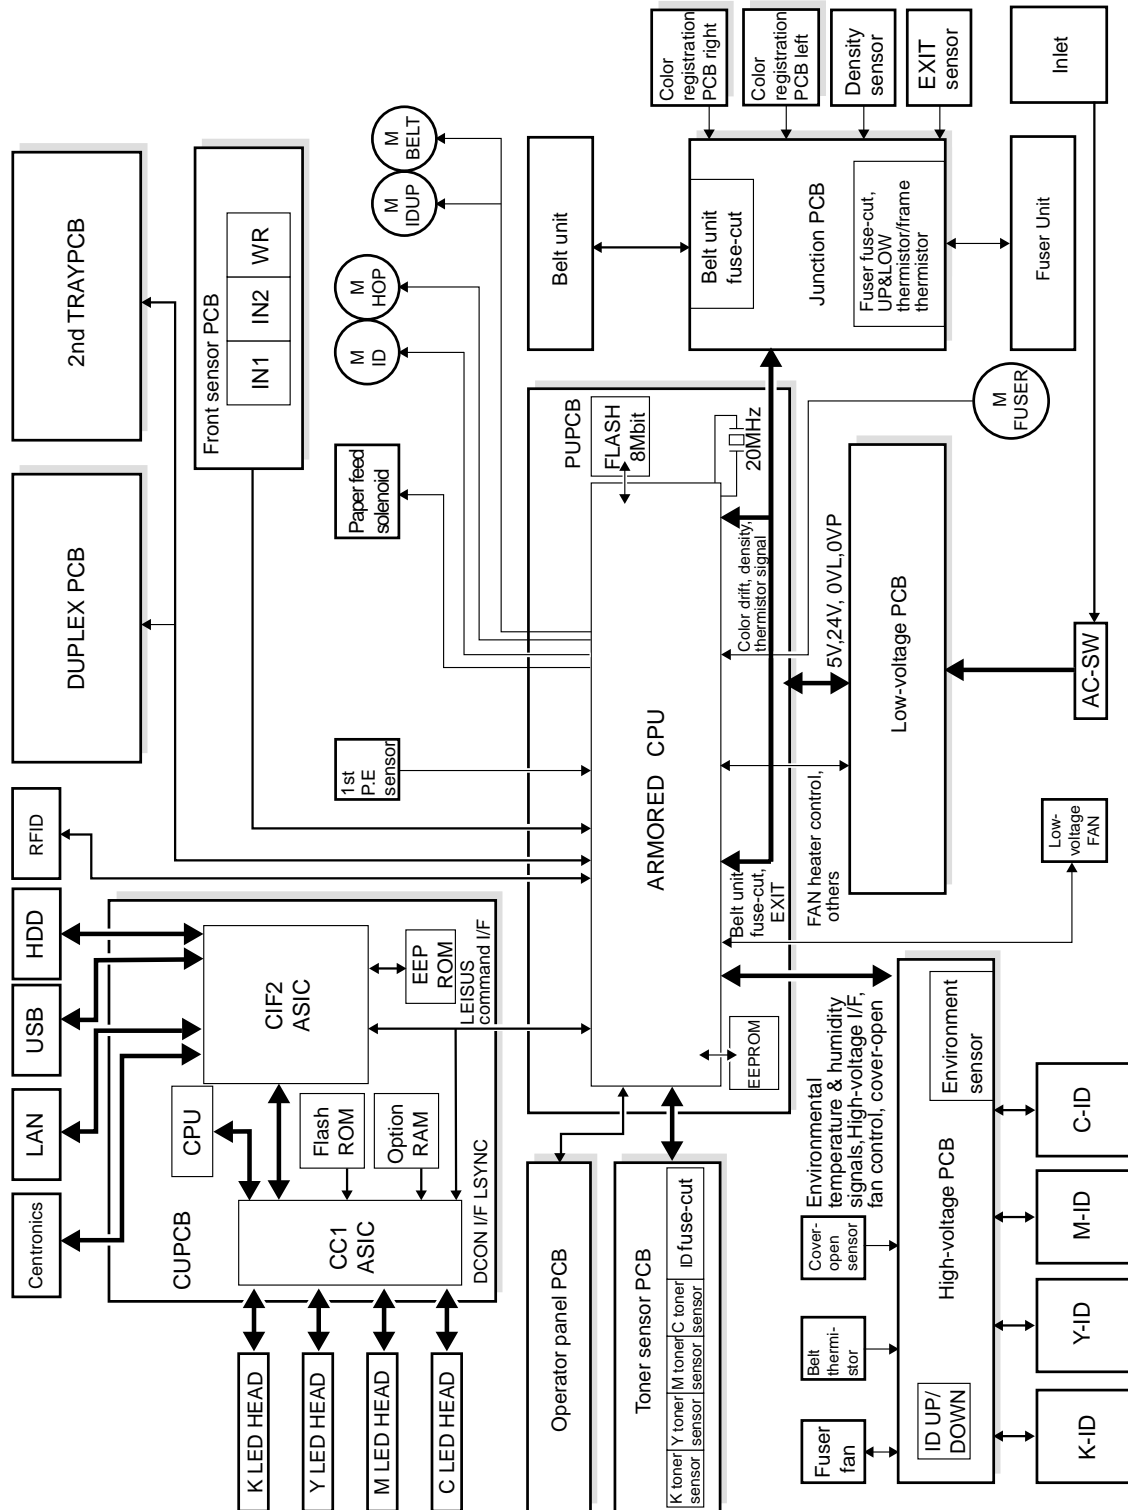 Centronics
LAN
USB
HDD
RFID
DUPLEX PCB
2nd TRAYPCB
Front sensor PCB
IN1
IN2
WR
CUPCB
CPU
CIF2
ASIC
CC1
ASIC
Flash
ROM
Option
RAM
EEP
ROM
LEISUS
command I/F
DCON I/F LSYNC
K LED HEAD
Y LED HEAD
M LED HEAD
C LED HEAD
1st
P.E
sensor
Paper feed
solenoid
M
ID
M
HOP
M
IDUP
M
BELT
Operator panel PCB
Toner sensor PCB
K toner
sensor
Y toner
sensor
M toner
sensor
C toner
sensor
ID fuse-cut
PUPCB
ARMORED CPU
EEPROM
FLASH
8Mbit
20MHz
Belt unit
fuse-cut,
EXIT
Color drift, density,
thermistor signal
Belt unit
Junction PCB
Belt unit
fuse-cut
Fuser fuse-cut,
UP&LOW
thermistor/frame
thermistor
Color
registration
PCB right
Color
registration
PCB left
Density
sensor
EXIT
sensor
Inlet
Fuser Unit
M
FUSER
FAN heater control,
others
5V,24V, 0VL,0VP
Low-voltage PCB
AC-SW
Low-
voltage
FAN
Environmental
temperature & humidity
signals,High-voltage I/F,
fan control, cover-open
Fuser
fan
Belt
thermi-
stor
Cover-
open
sensor
High-voltage PCB
ID UP/
DOWN
Environment
sensor
K-ID
Y-ID
M-ID
C-ID